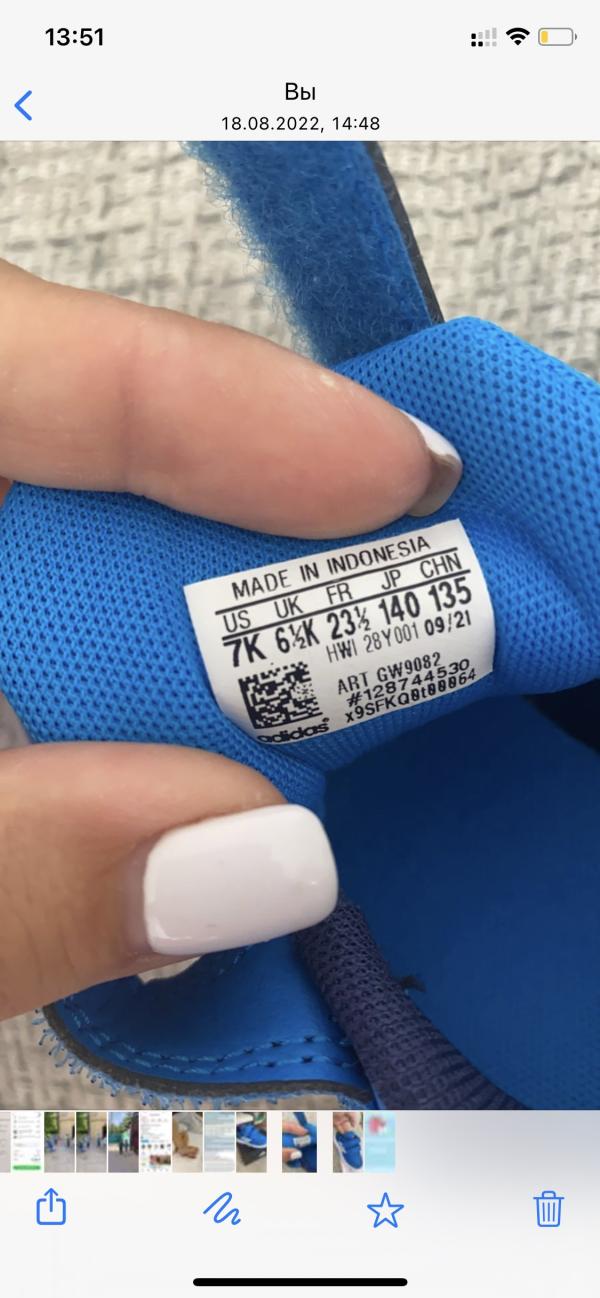 13:51
Вы
18.08.2022, 14:48
MADE IN INDONESIA
US UK FR JP CHN
7K 6½K 23½ 140 135
HWI 28Y001 09/21
ART GW9082
#128744530
x9SFKQ0t00064
adidas